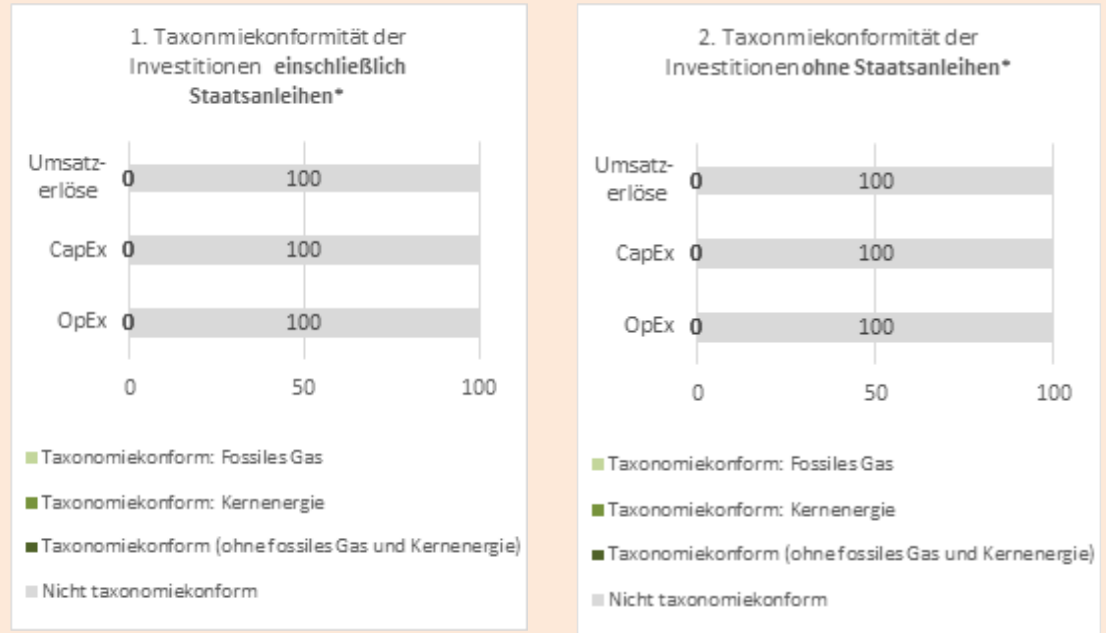 1. Taxonmiekonformität der
Investitionen einschließlich
Staatsanleihen*
Umsatz-
erlöse
0 100
CapEx 0 100
OpEx 0 100
0 50 100
Taxonomiekonform: Fossiles Gas
Taxonomiekonform: Kernenergie
Taxonomiekonform (ohne fossiles Gas und Kernenergie)
Nicht taxonomiekonform
2. Taxonmiekonformität der
Investitionen ohne Staatsanleihen*
Umsatz-
erlöse
0 100
CapEx 0 100
OpEx 0 100
0 50 100
Taxonomiekonform: Fossiles Gas
Taxonomiekonform: Kernenergie
Taxonomiekonform (ohne fossiles Gas und Kernenergie)
Nicht taxonomiekonform